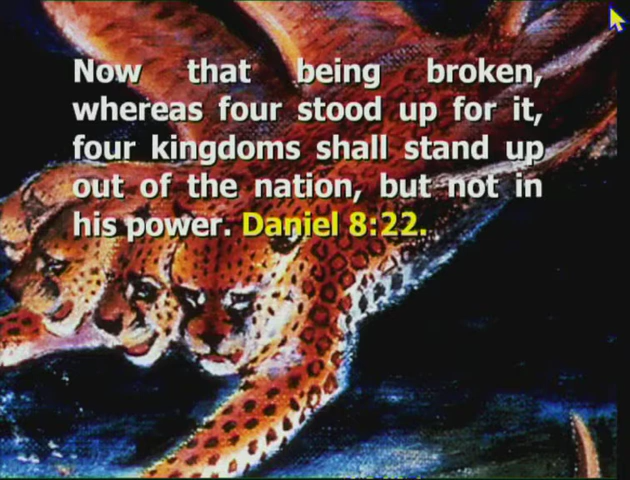 Now that being broken,
whereas four stood up for it,
four kingdoms shall stand up
out of the nation, but not in
his power. Daniel 8:22.